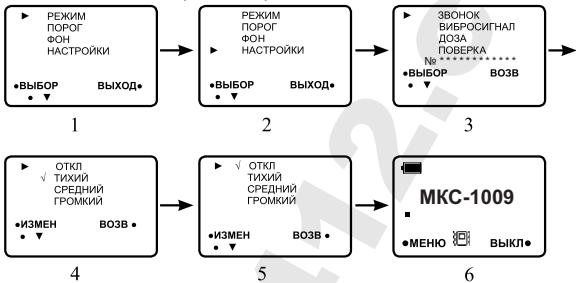 ► РЕЖИМ
ПОРОГ
ФОН
НАСТРОЙКИ
•ВЫБОР ВЫХОД•
• ▼
1
РЕЖИМ
ПОРОГ
ФОН
► НАСТРОЙКИ
•ВЫБОР ВЫХОД•
• ▼
2
► ЗВОНОК
ВИБРОСИГНАЛ
ДОЗА
ПОВЕРКА
№ * * * * * * * * * * * *
•ВЫБОР ВОЗВ
• ▼
3
► ОТКЛ
√ ТИХИЙ
СРЕДНИЙ
ГРОМКИЙ
•ИЗМЕН ВОЗВ •
• ▼
4
► √ ОТКЛ
ТИХИЙ
СРЕДНИЙ
ГРОМКИЙ
•ИЗМЕН ВОЗВ •
• ▼
5
МКС-1009
•МЕНЮ ВЫКЛ•
6